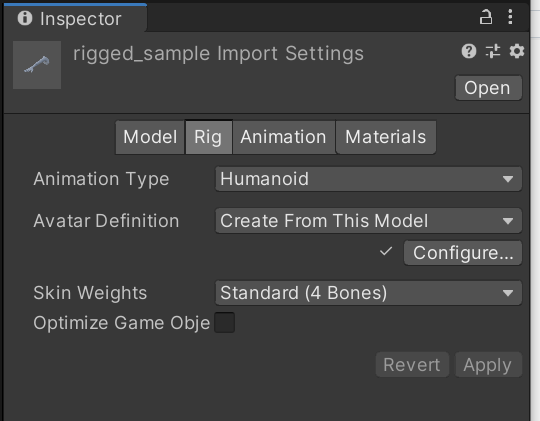 Inspector
rigged_sample Import Settings
Open
Model Rig Animation Materials
Animation Type Humanoid
Avatar Definition Create From This Model
Configure...
Skin Weights Standard (4 Bones)
Optimize Game Obje
Revert Apply